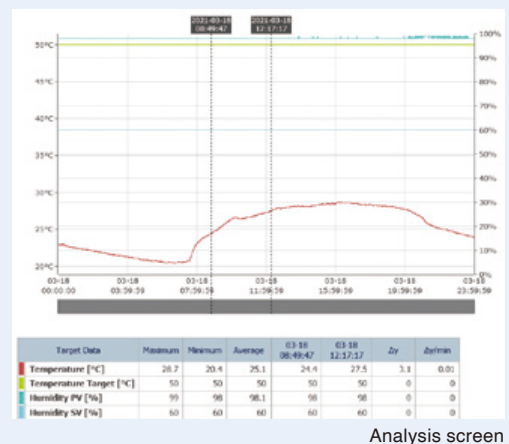 2021-03-18 2021-03-18
08:49:47 12:17:17
50°C
45°C
40°C
35°C
30°C
25°C
20°C
100%
90%
80%
70%
60%
50%
40%
30%
20%
10%
0%
03-18 03-18 03-18 03-18 03-18 03-18 03-18
00:00:00 03:59:59 07:59:59 11:59:59 15:59:59 19:59:59 23:59:59
Target Data Maximum Minimum Average 03-18 08:49:47 03-18 12:17:17 Δy Δy/min
Temperature [°C] 28.7 20.4 25.1 24.4 27.5 3.1 0.01
Temperature Target [°C] 50 50 50 50 50 0 0
Humidity PV [%] 99 98 98.1 98 98 0 0
Humidity SV [%] 60 60 60 60 60 0 0
Analysis screen